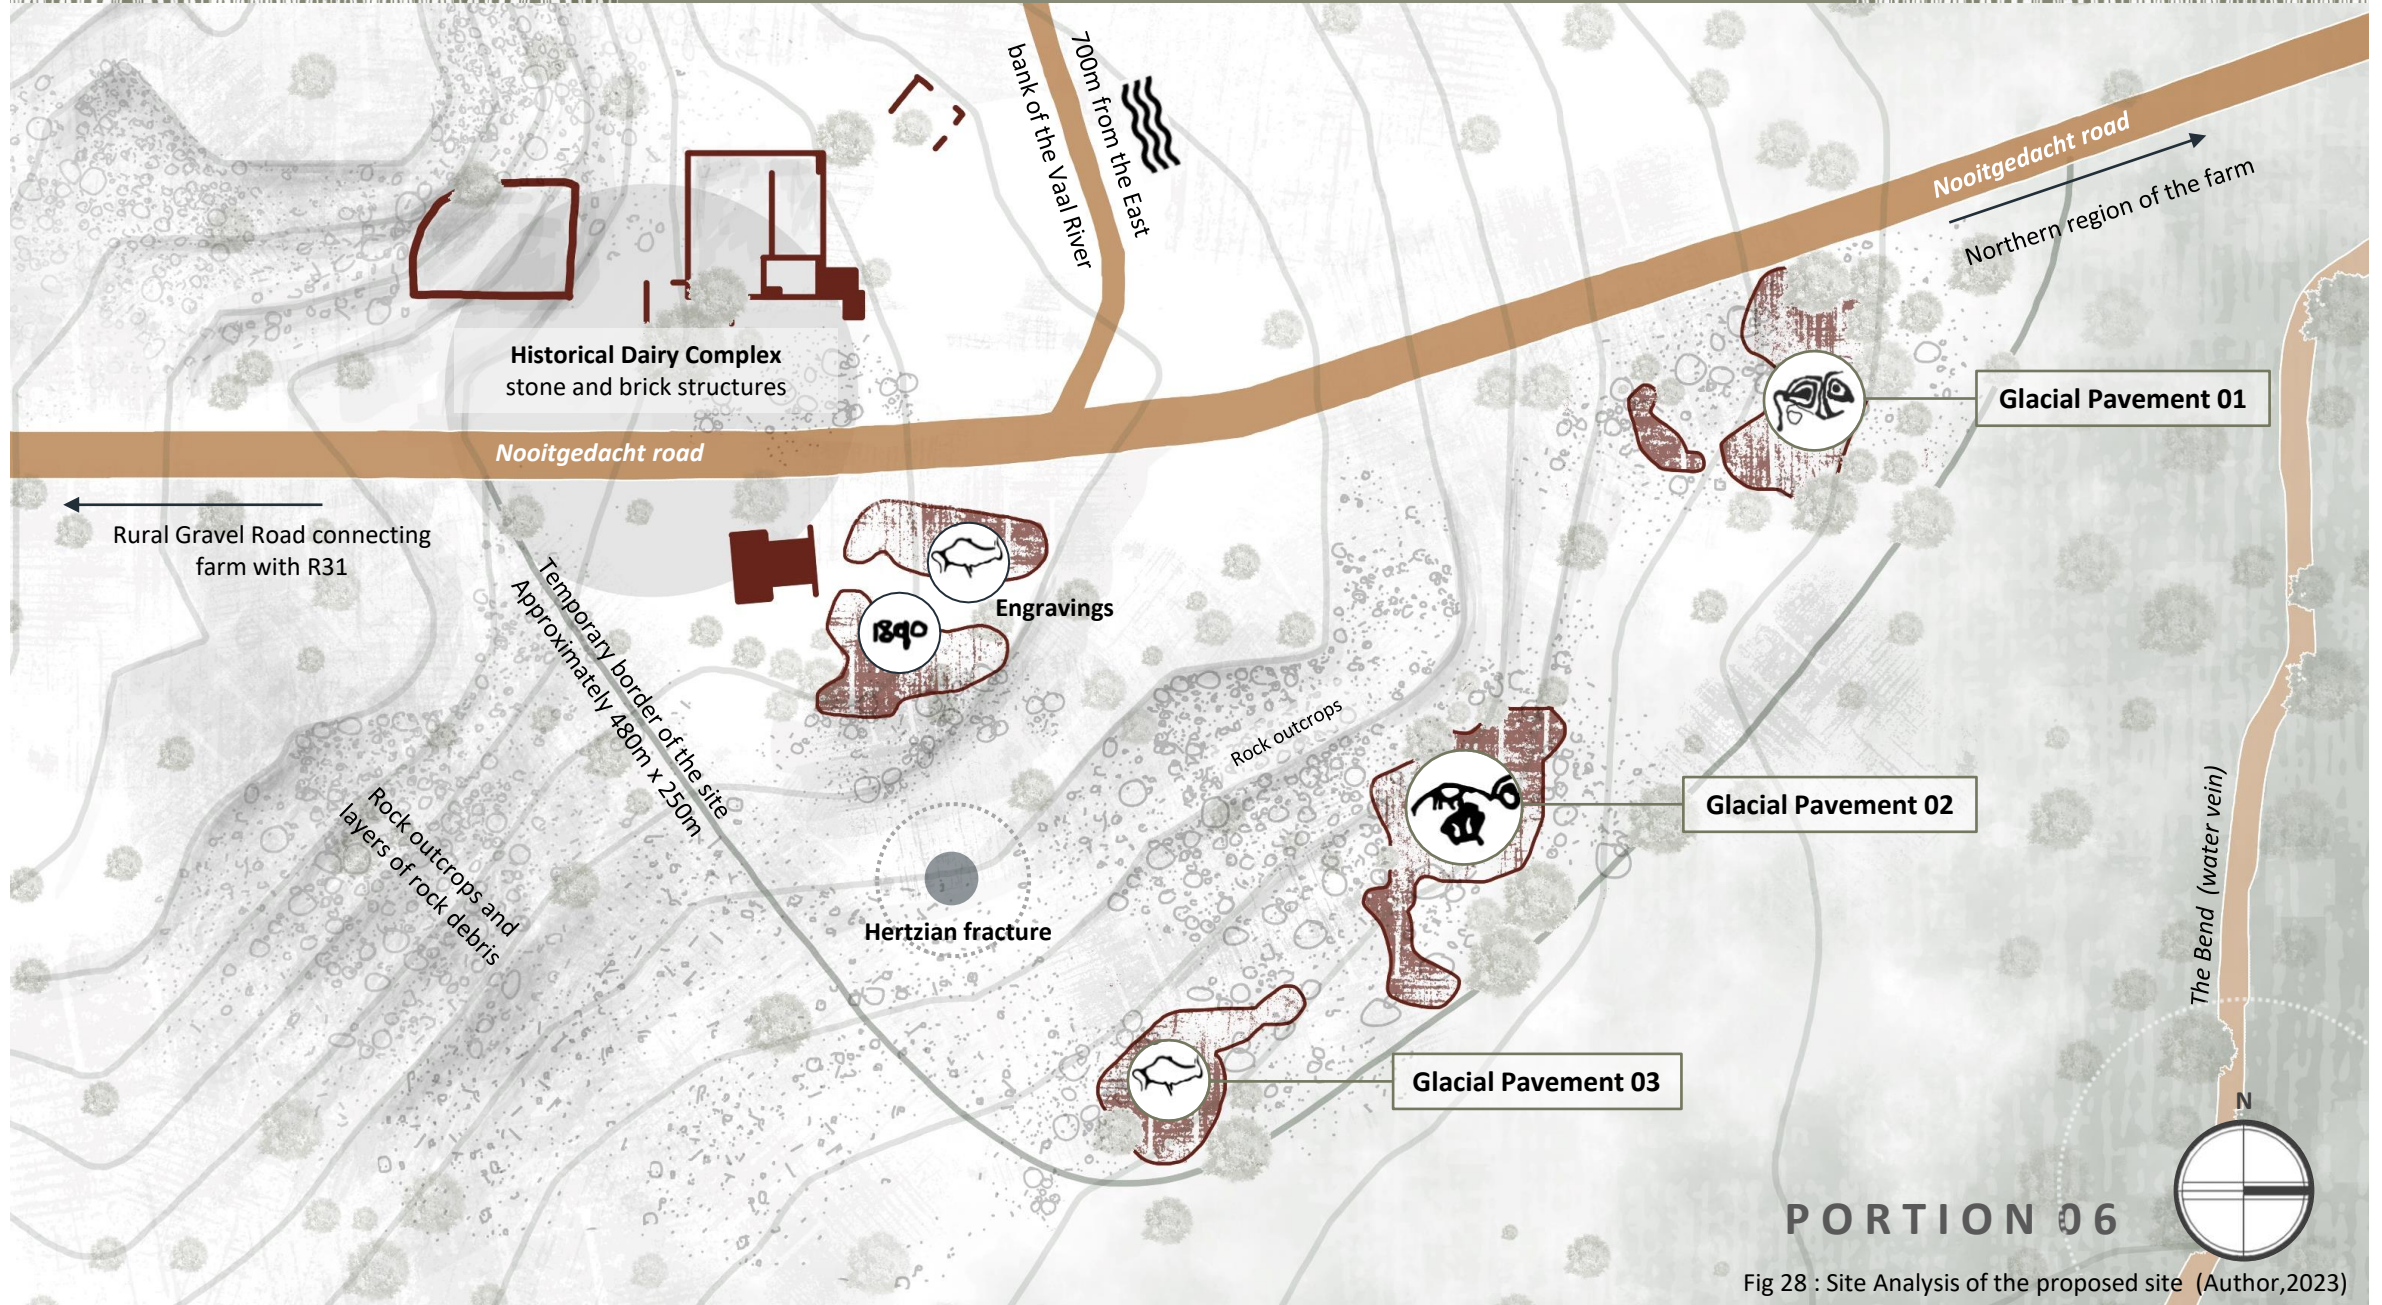 700m from the East
bank of the Vaal River
Nooitgedacht road
Northern region of the farm
Historical Dairy Complex
stone and brick structures
Glacial Pavement 01
Nooitgedacht road
Rural Gravel Road connecting
farm with R31
Temporary border of the site
Approximately 480m x 250m
Engravings
1890
Rock outcrops
Rock outcrops and
layers of rock debris
Glacial Pavement 02
The Bend (water vein)
Hertzian fracture
Glacial Pavement 03
N
PORTION 06
Fig 28 : Site Analysis of the proposed site (Author,2023)